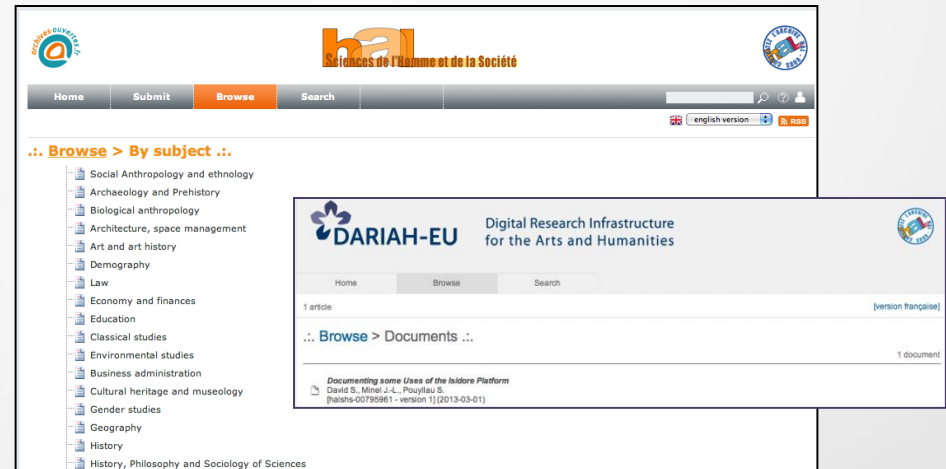 archives-ouvertes.fr
hal
Sciences de l'Homme et de la Société
Home Submit Browse Search
english version RSS
.:. Browse > By subject .:.
Social Anthropology and ethnology
Archaeology and Prehistory
Biological anthropology
Architecture, space management
Art and art history
Demography
Law
Economy and finances
Education
Classical studies
Environmental studies
Business administration
Cultural heritage and museology
Gender studies
Geography
History
History, Philosophy and Sociology of Sciences
DARIAH-EU
Digital Research Infrastructure
for the Arts and Humanities
Home Browse Search
1 article [version française]
.:. Browse > Documents .:.
1 document
Documenting some Uses of the Isidore Platform
David S., Minel J.-L., Pouyllau S.
[halshs-00795961 - version 1] (2013-03-01)